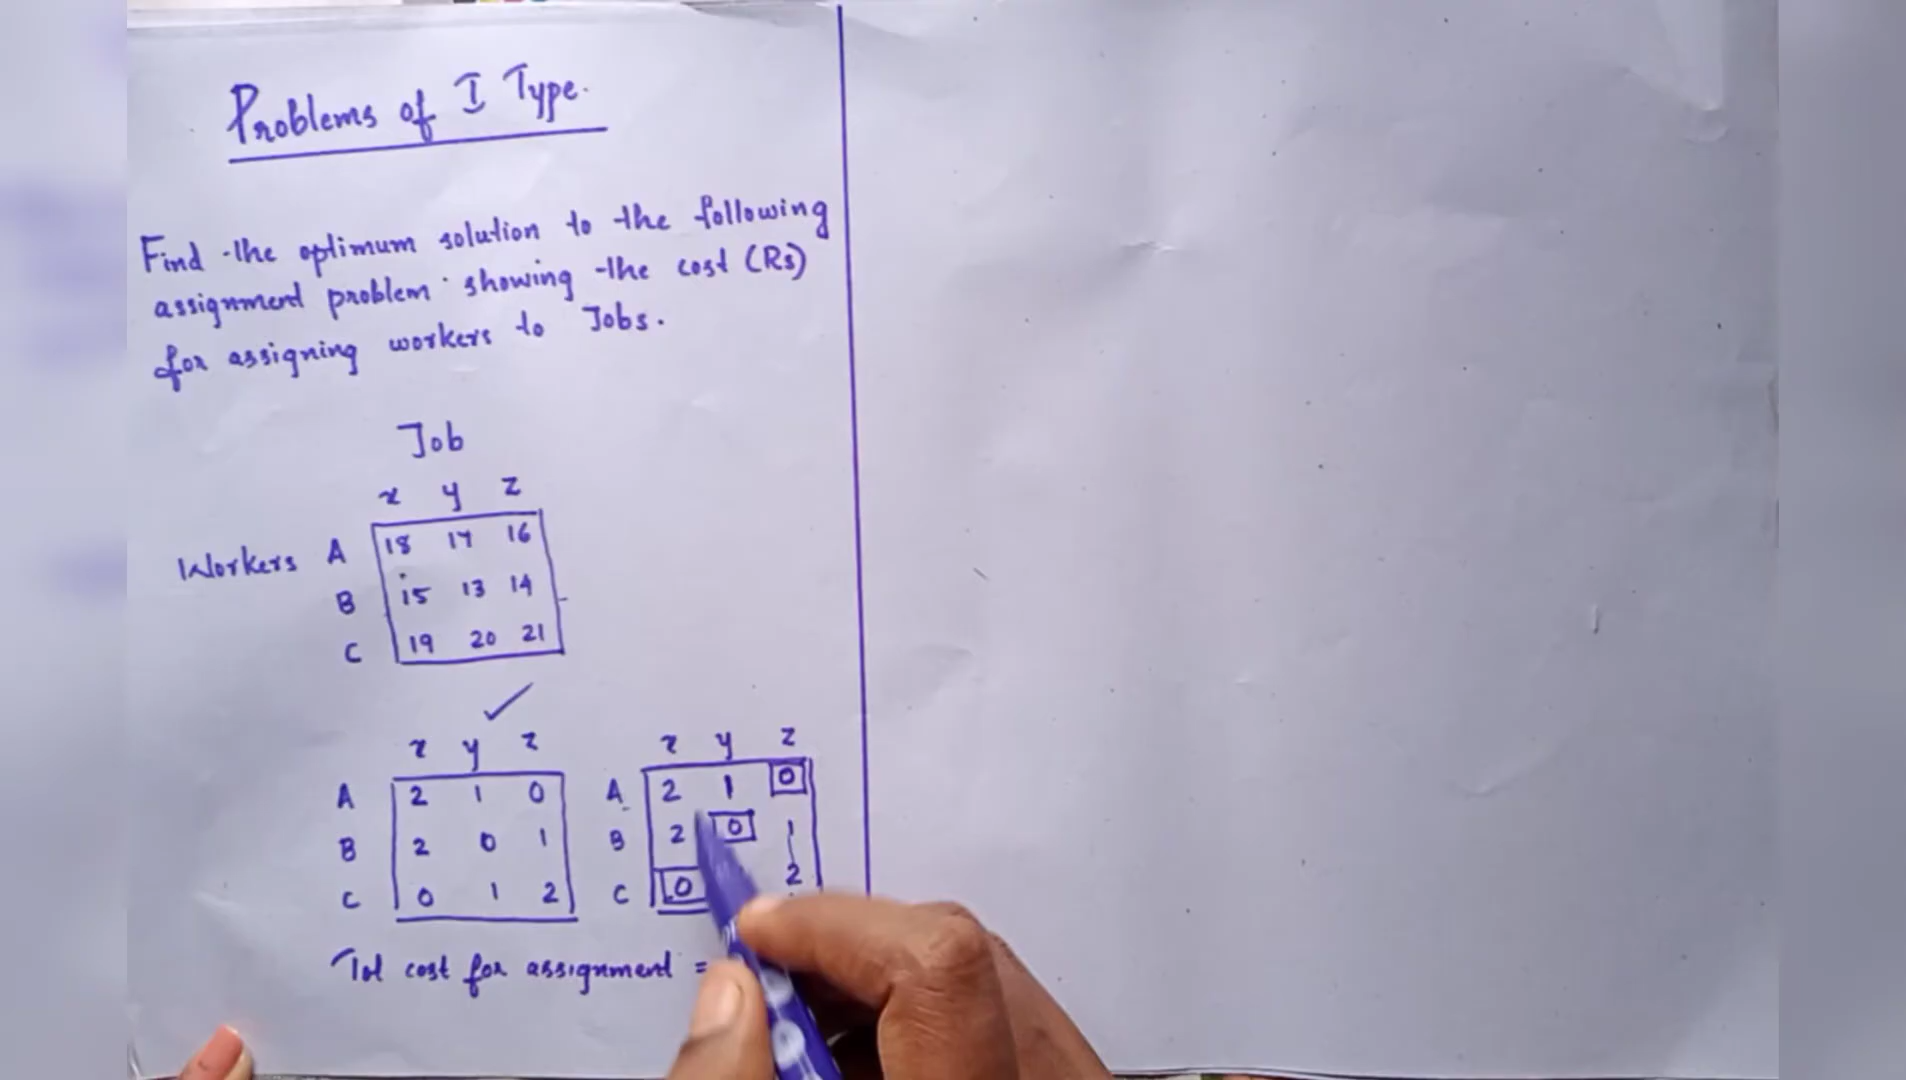 Problems of I Type.
Find the optimum solution to the following
assignment problem showing the cost (Rs)
for assigning workers to Jobs.
Job
x y z
Workers A 18 17 16
B 15 13 14
C 19 20 21
x y z
A 2 1 0
B 2 0 1
C 0 1 2
x y z
A 2 1 0
B 2 0 1
C 0 2
Tot cost for assignment =